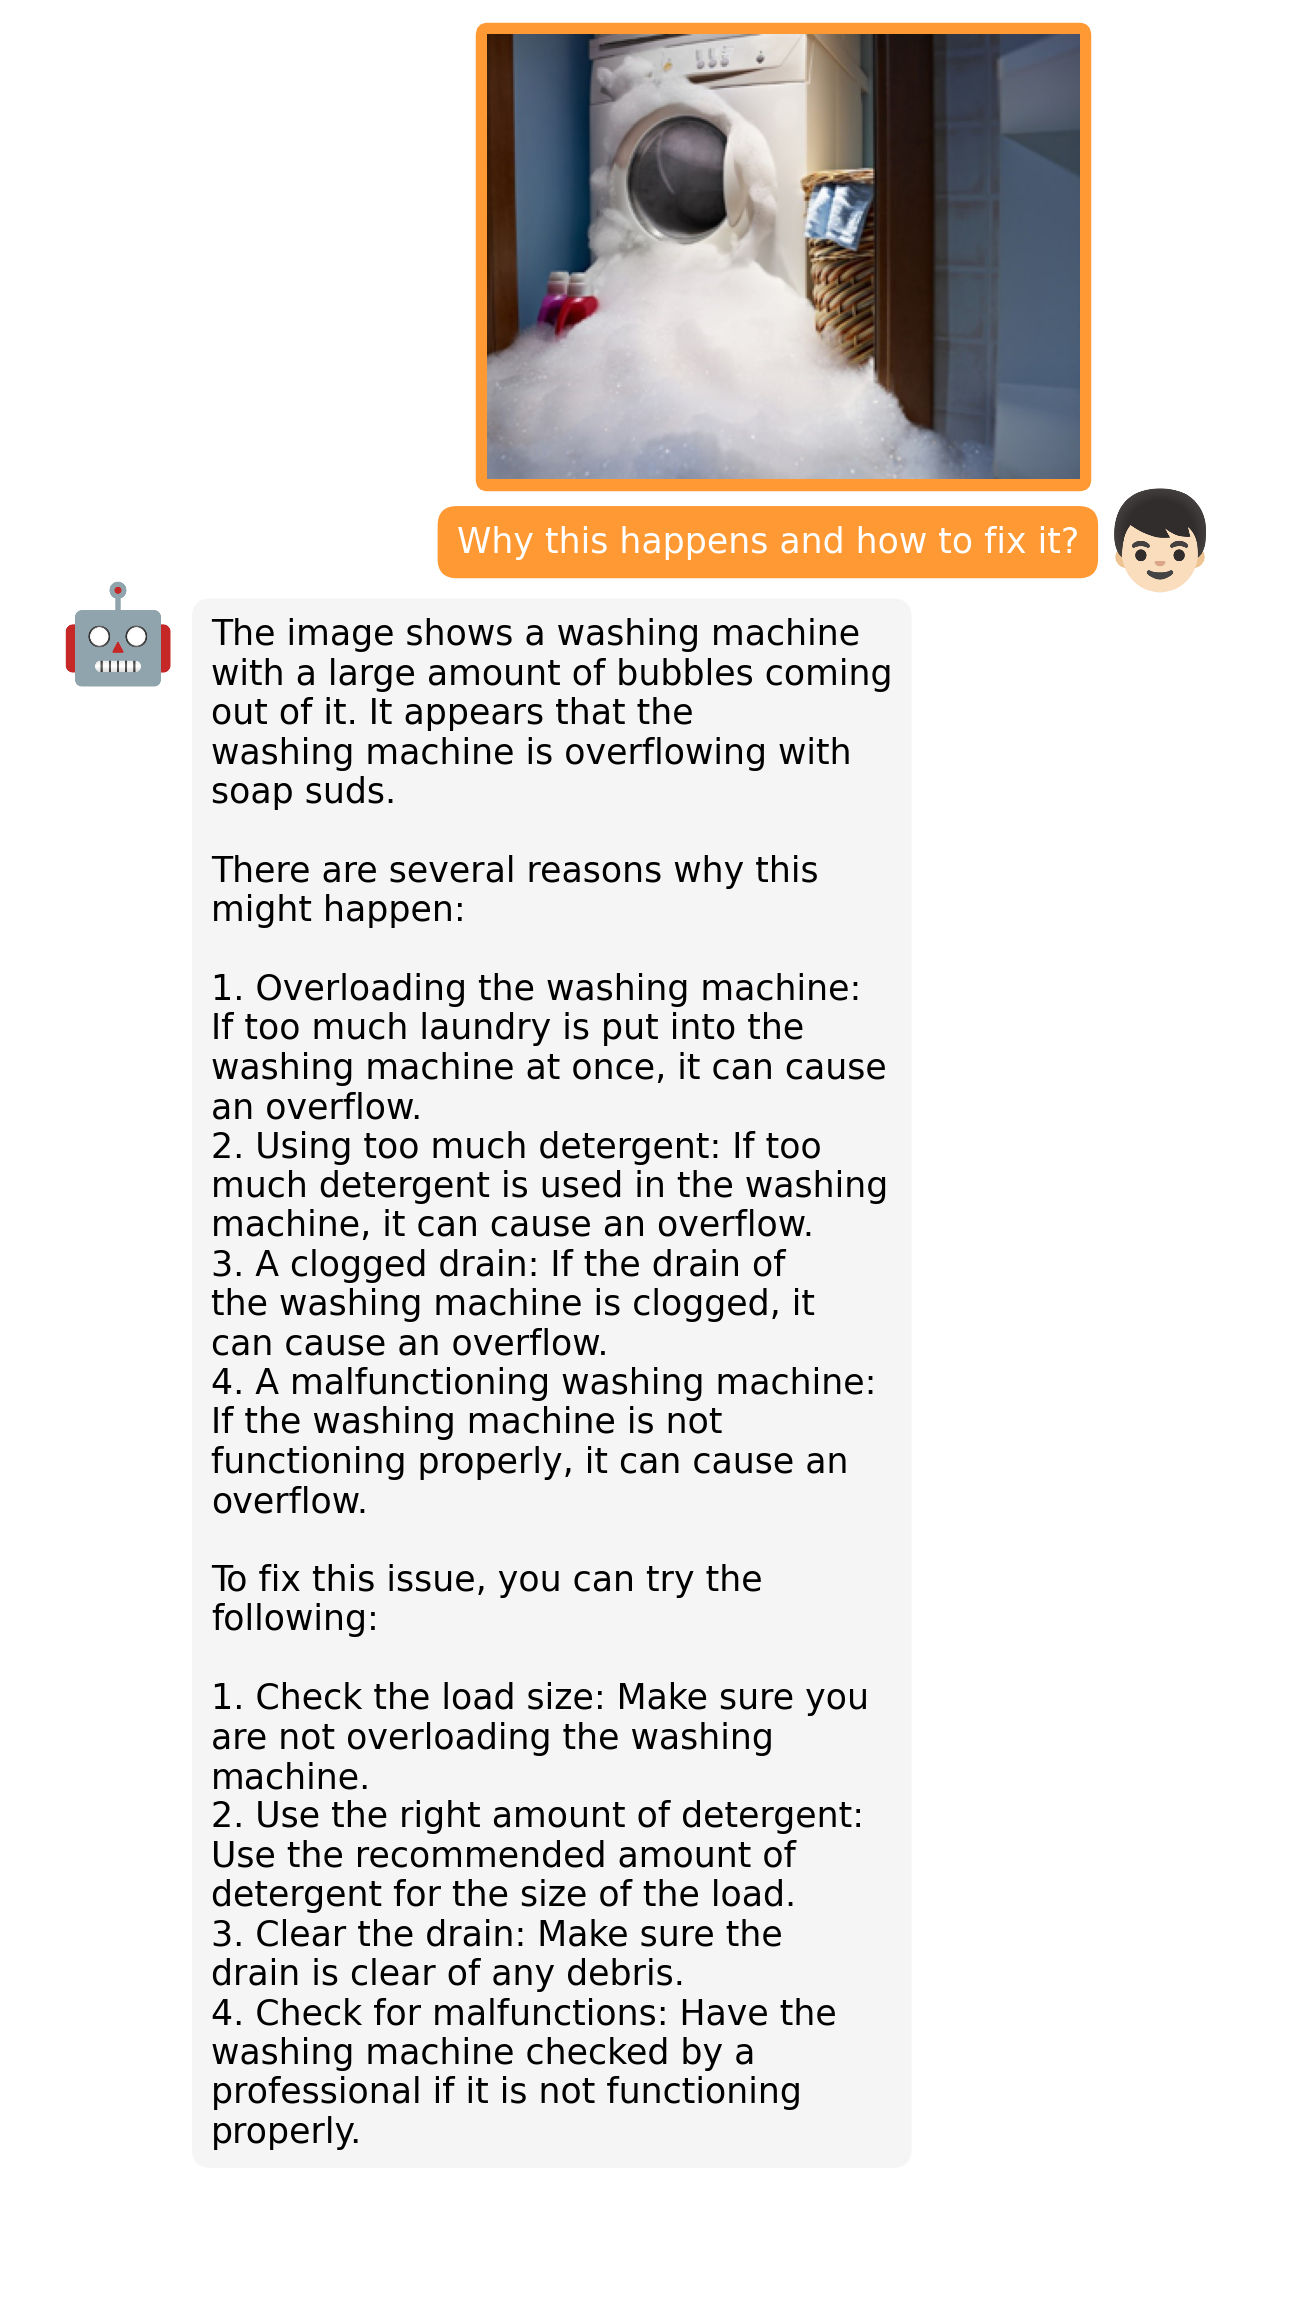 Why this happens and how to fix it?
The image shows a washing machine
with a large amount of bubbles coming
out of it. It appears that the
washing machine is overflowing with
soap suds.
There are several reasons why this
might happen:
1. Overloading the washing machine:
If too much laundry is put into the
washing machine at once, it can cause
an overflow.
2. Using too much detergent: If too
much detergent is used in the washing
machine, it can cause an overflow.
3. A clogged drain: If the drain of
the washing machine is clogged, it
can cause an overflow.
4. A malfunctioning washing machine:
If the washing machine is not
functioning properly, it can cause an
overflow.
To fix this issue, you can try the
following:
1. Check the load size: Make sure you
are not overloading the washing
machine.
2. Use the right amount of detergent:
Use the recommended amount of
detergent for the size of the load.
3. Clear the drain: Make sure the
drain is clear of any debris.
4. Check for malfunctions: Have the
washing machine checked by a
professional if it is not functioning
properly.